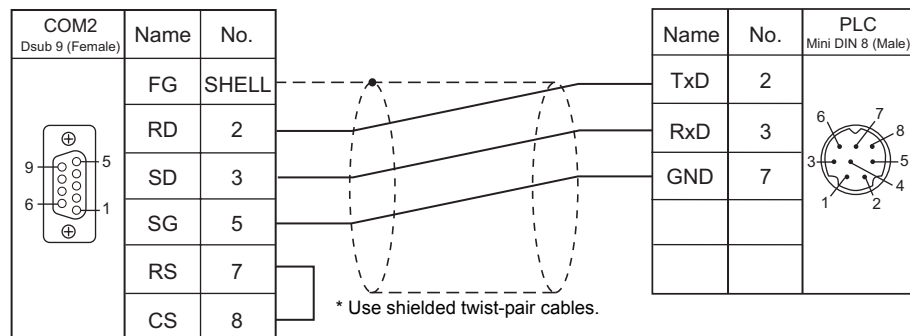 COM2
Dsub 9 (Female)
Name
No.
FG
SHELL
RD
2
SD
3
SG
5
RS
7
CS
8
9
5
6
1
* Use shielded twist-pair cables.
Name
No.
PLC
Mini DIN 8 (Male)
TxD
2
RxD
3
GND
7
6
7
8
3
5
4
1
2